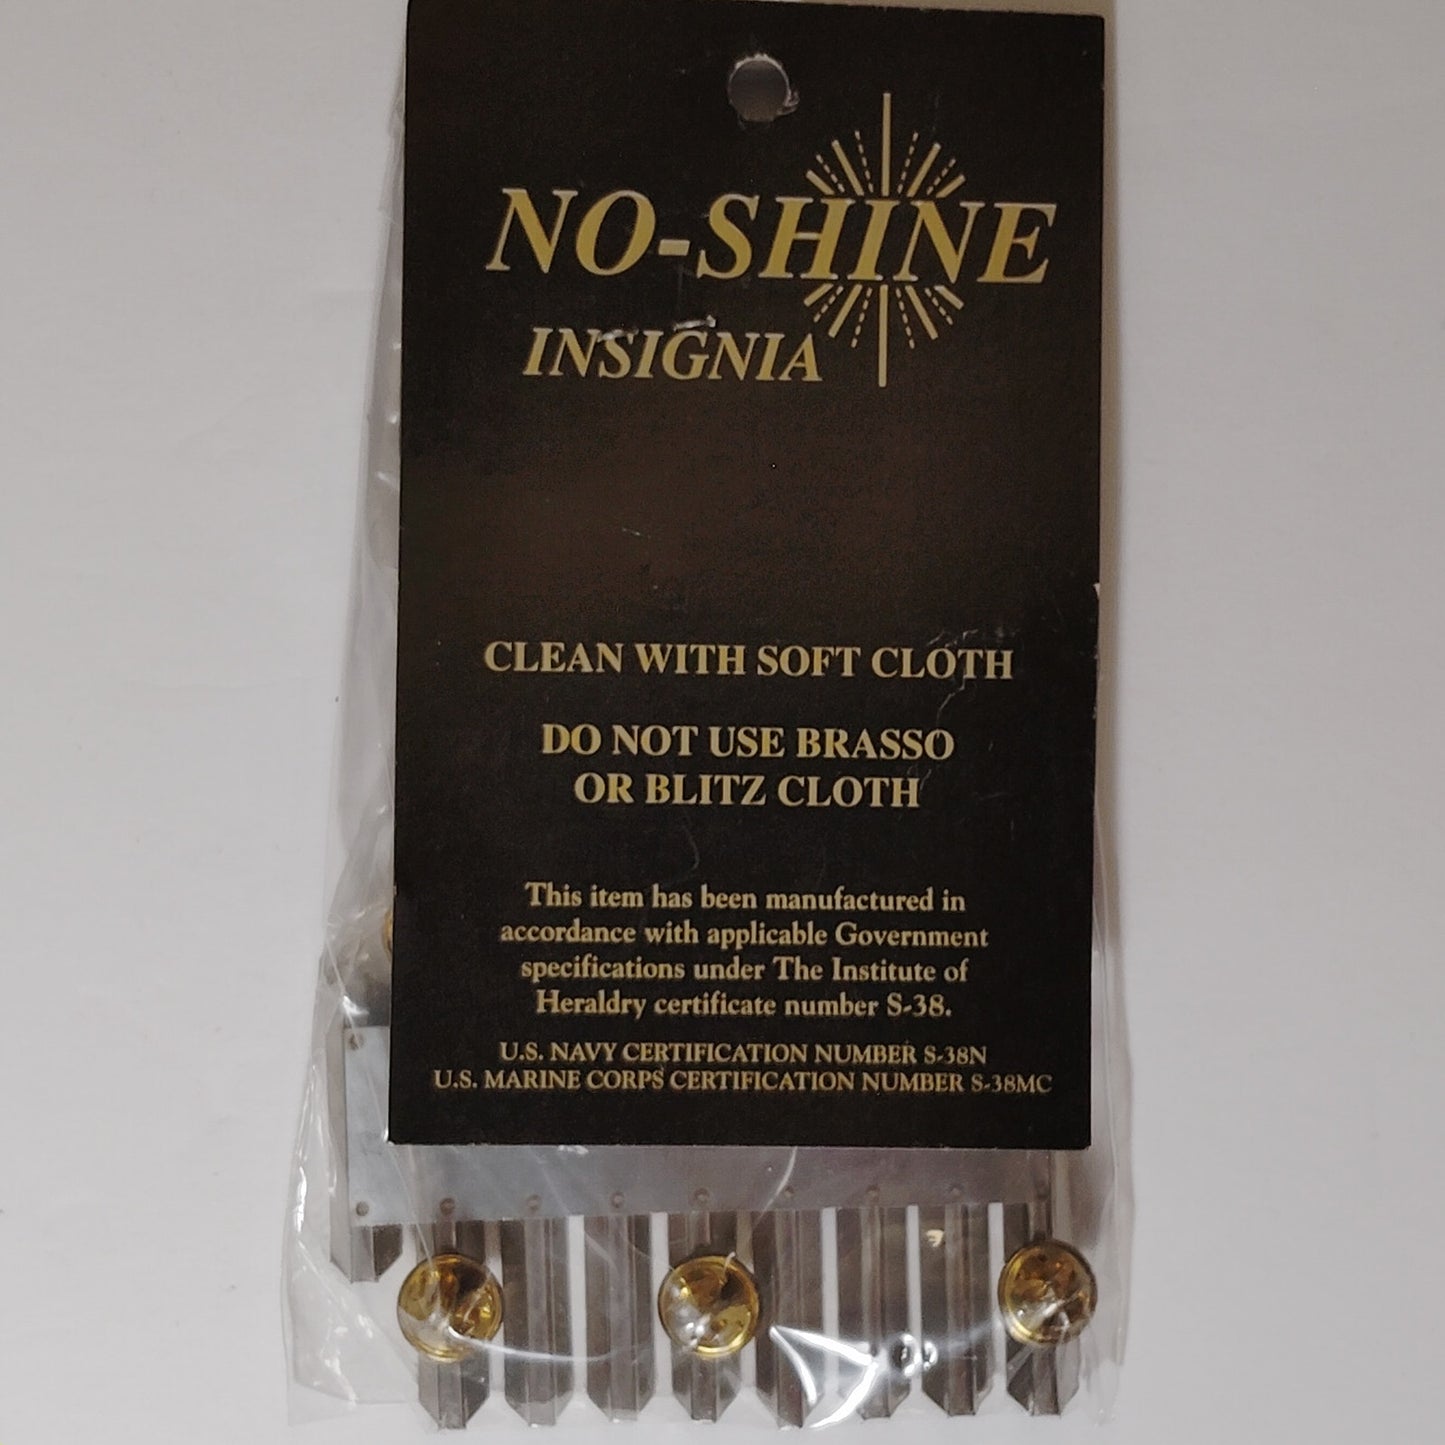 NO-SHINE
INSIGNIA
CLEAN WITH SOFT CLOTH
DO NOT USE BRASSO
OR BLITZ CLOTH
This item has been manufactured in
accordance with applicable Government
specifications under The Institute of
Heraldry certificate number S-38.
U.S. NAVY CERTIFICATION NUMBER S-38N
U.S. MARINE CORPS CERTIFICATION NUMBER S-38MC